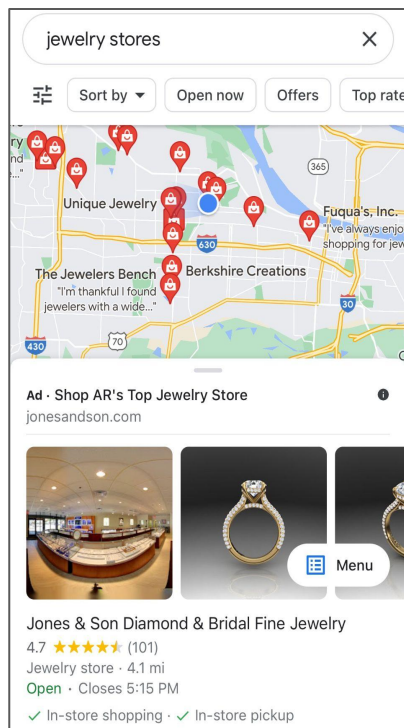 jewelry stores
Sort by
Open now
Offers
Top rate
ry
nd
..."
365
Unique Jewelry
Fuqua's, Inc.
"I've always enjo
shopping for jew
630
The Jewelers Bench
Berkshire Creations
"I'm thankful I found
jewelers with a wide..."
30
70
430
Ad · Shop AR's Top Jewelry Store
jonesandson.com
Menu
Jones & Son Diamond & Bridal Fine Jewelry
4.7 (101)
Jewelry store · 4.1 mi
Open · Closes 5:15 PM
✓ In-store shopping · ✓ In-store pickup